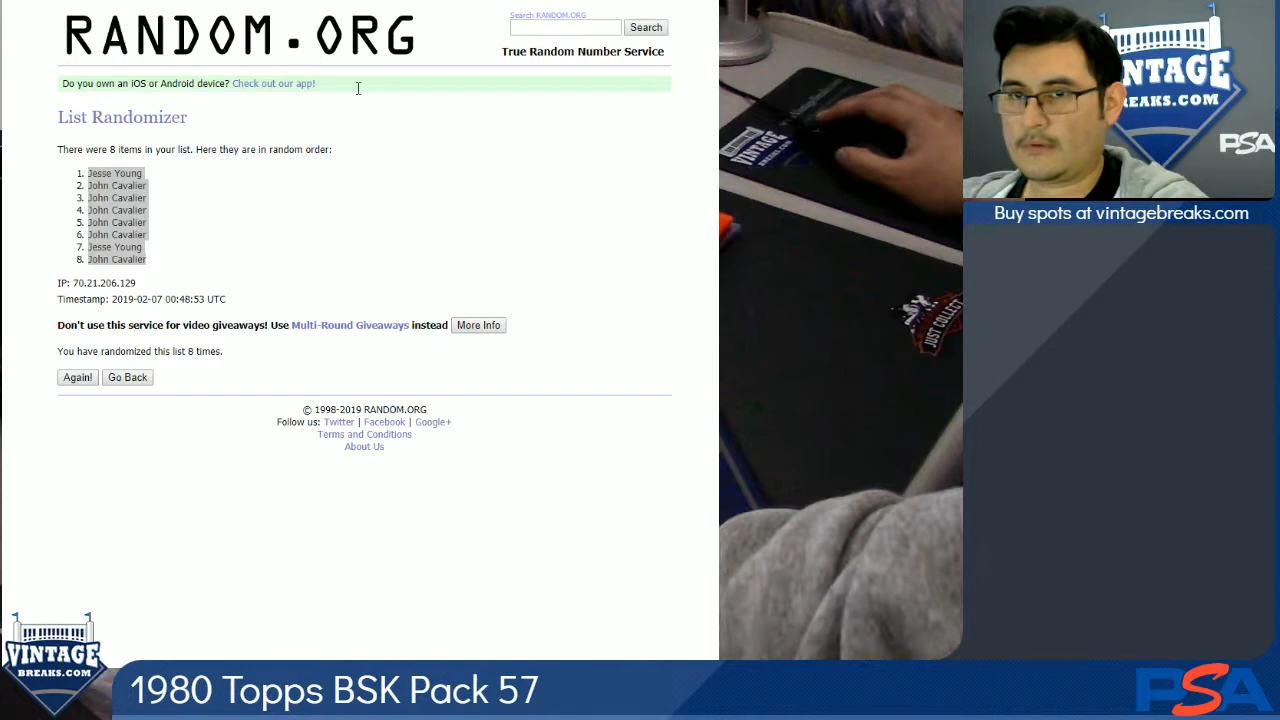 RANDOM.ORG
Search RANDOM.ORG
Search
True Random Number Service
Do you own an iOS or Android device? Check out our app!
List Randomizer
There were 8 items in your list. Here they are in random order:
1. Jesse Young
2. John Cavalier
3. John Cavalier
4. John Cavalier
5. John Cavalier
6. John Cavalier
7. Jesse Young
8. John Cavalier
IP: 70.21.206.129
Timestamp: 2019-02-07 00:48:53 UTC
Don't use this service for video giveaways! Use Multi-Round Giveaways instead More Info
You have randomized this list 8 times.
Again! Go Back
© 1998-2019 RANDOM.ORG
Follow us: Twitter | Facebook | Google+
Terms and Conditions
About Us
VINTAGE
BREAKS.COM
JUST COLLECT
INTAGE
REAKS.COM
PSA
Buy spots at vintagebreaks.com
VINTAGE
BREAKS.COM
1980 Topps BSK Pack 57
PSA